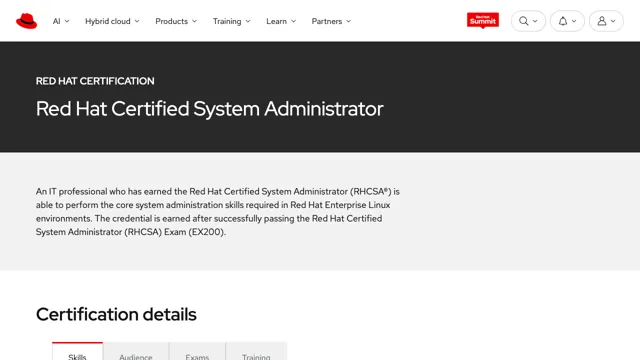 AI
Hybrid cloud
Products
Training
Learn
Partners
Red Hat
Summit
RED HAT CERTIFICATION
Red Hat Certified System Administrator
An IT professional who has earned the Red Hat Certified System Administrator (RHCSA®) is
able to perform the core system administration skills required in Red Hat Enterprise Linux
environments. The credential is earned after successfully passing the Red Hat Certified
System Administrator (RHCSA) Exam (EX200).
Certification details
Skills
Audience
Exams
Training